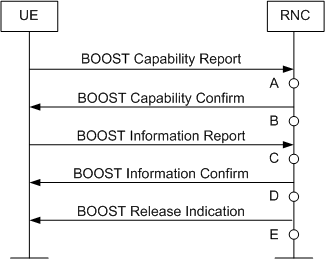 UE
RNC
BOOST Capability Report
A
BOOST Capability Confirm
B
BOOST Information Report
C
BOOST Information Confirm
D
BOOST Release Indication
E